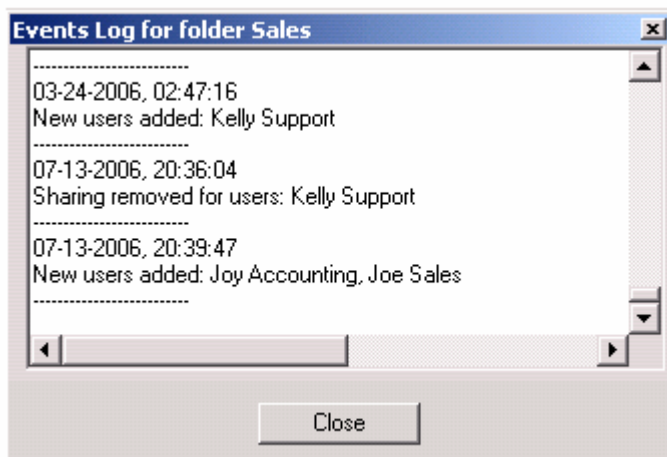 Events Log for folder Sales
--------------------------
03-24-2006, 02:47:16
New users added: Kelly Support
--------------------------
07-13-2006, 20:36:04
Sharing removed for users: Kelly Support
--------------------------
07-13-2006, 20:39:47
New users added: Joy Accounting, Joe Sales
--------------------------
Close